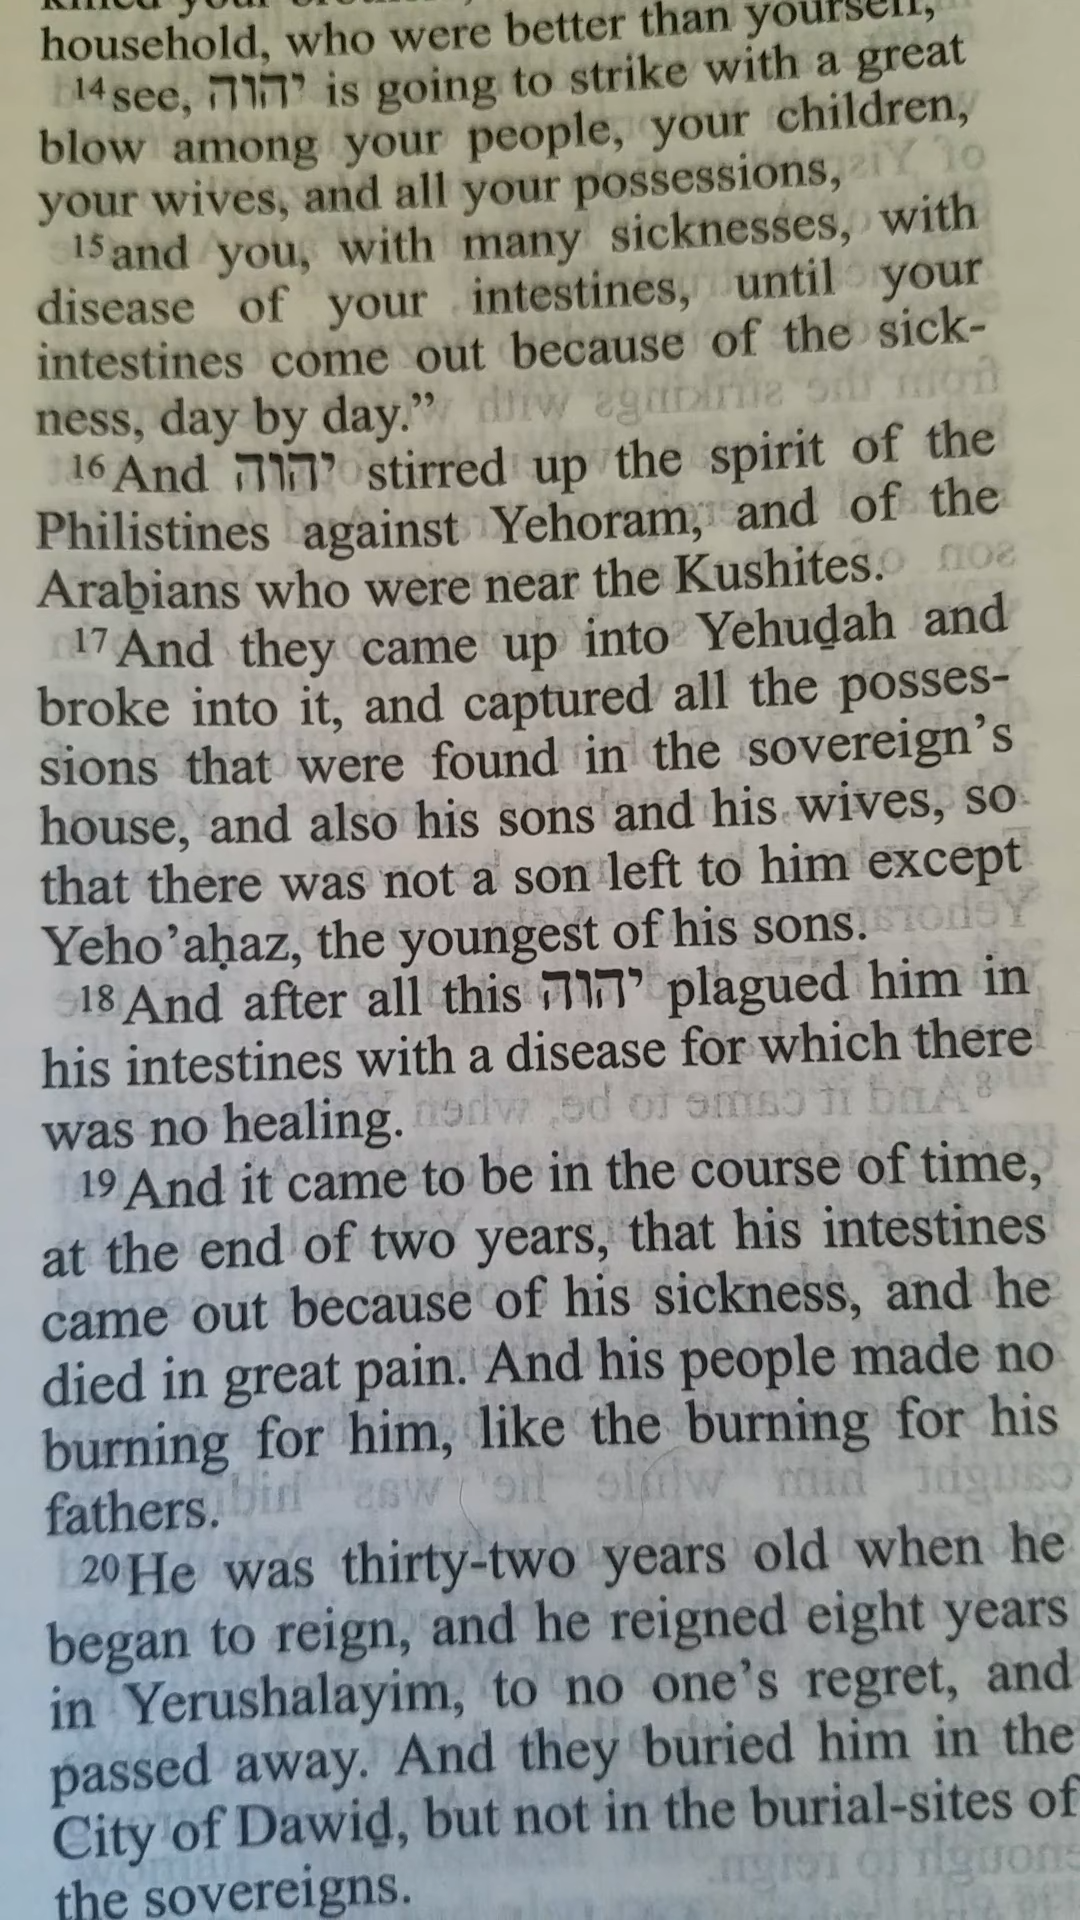 household, who were better than yourself,
14 see, יהוה is going to strike with a great
blow among your people, your children,
your wives, and all your possessions,
15 and you, with many sicknesses, with
disease of your intestines, until your
intestines come out because of the sick-
ness, day by day.”
16 And יהוה stirred up the spirit of the
Philistines against Yehoram, and of the
Araḇians who were near the Kushites.
17 And they came up into Yehuḏah and
broke into it, and captured all the posses-
sions that were found in the sovereign’s
house, and also his sons and his wives, so
that there was not a son left to him except
Yeho’aḥaz, the youngest of his sons.
18 And after all this יהוה plagued him in
his intestines with a disease for which there
was no healing.
19 And it came to be in the course of time,
at the end of two years, that his intestines
came out because of his sickness, and he
died in great pain. And his people made no
burning for him, like the burning for his
fathers.
20 He was thirty-two years old when he
began to reign, and he reigned eight years
in Yerushalayim, to no one’s regret, and
passed away. And they buried him in the
City of Dawiḏ, but not in the burial-sites of
the sovereigns.